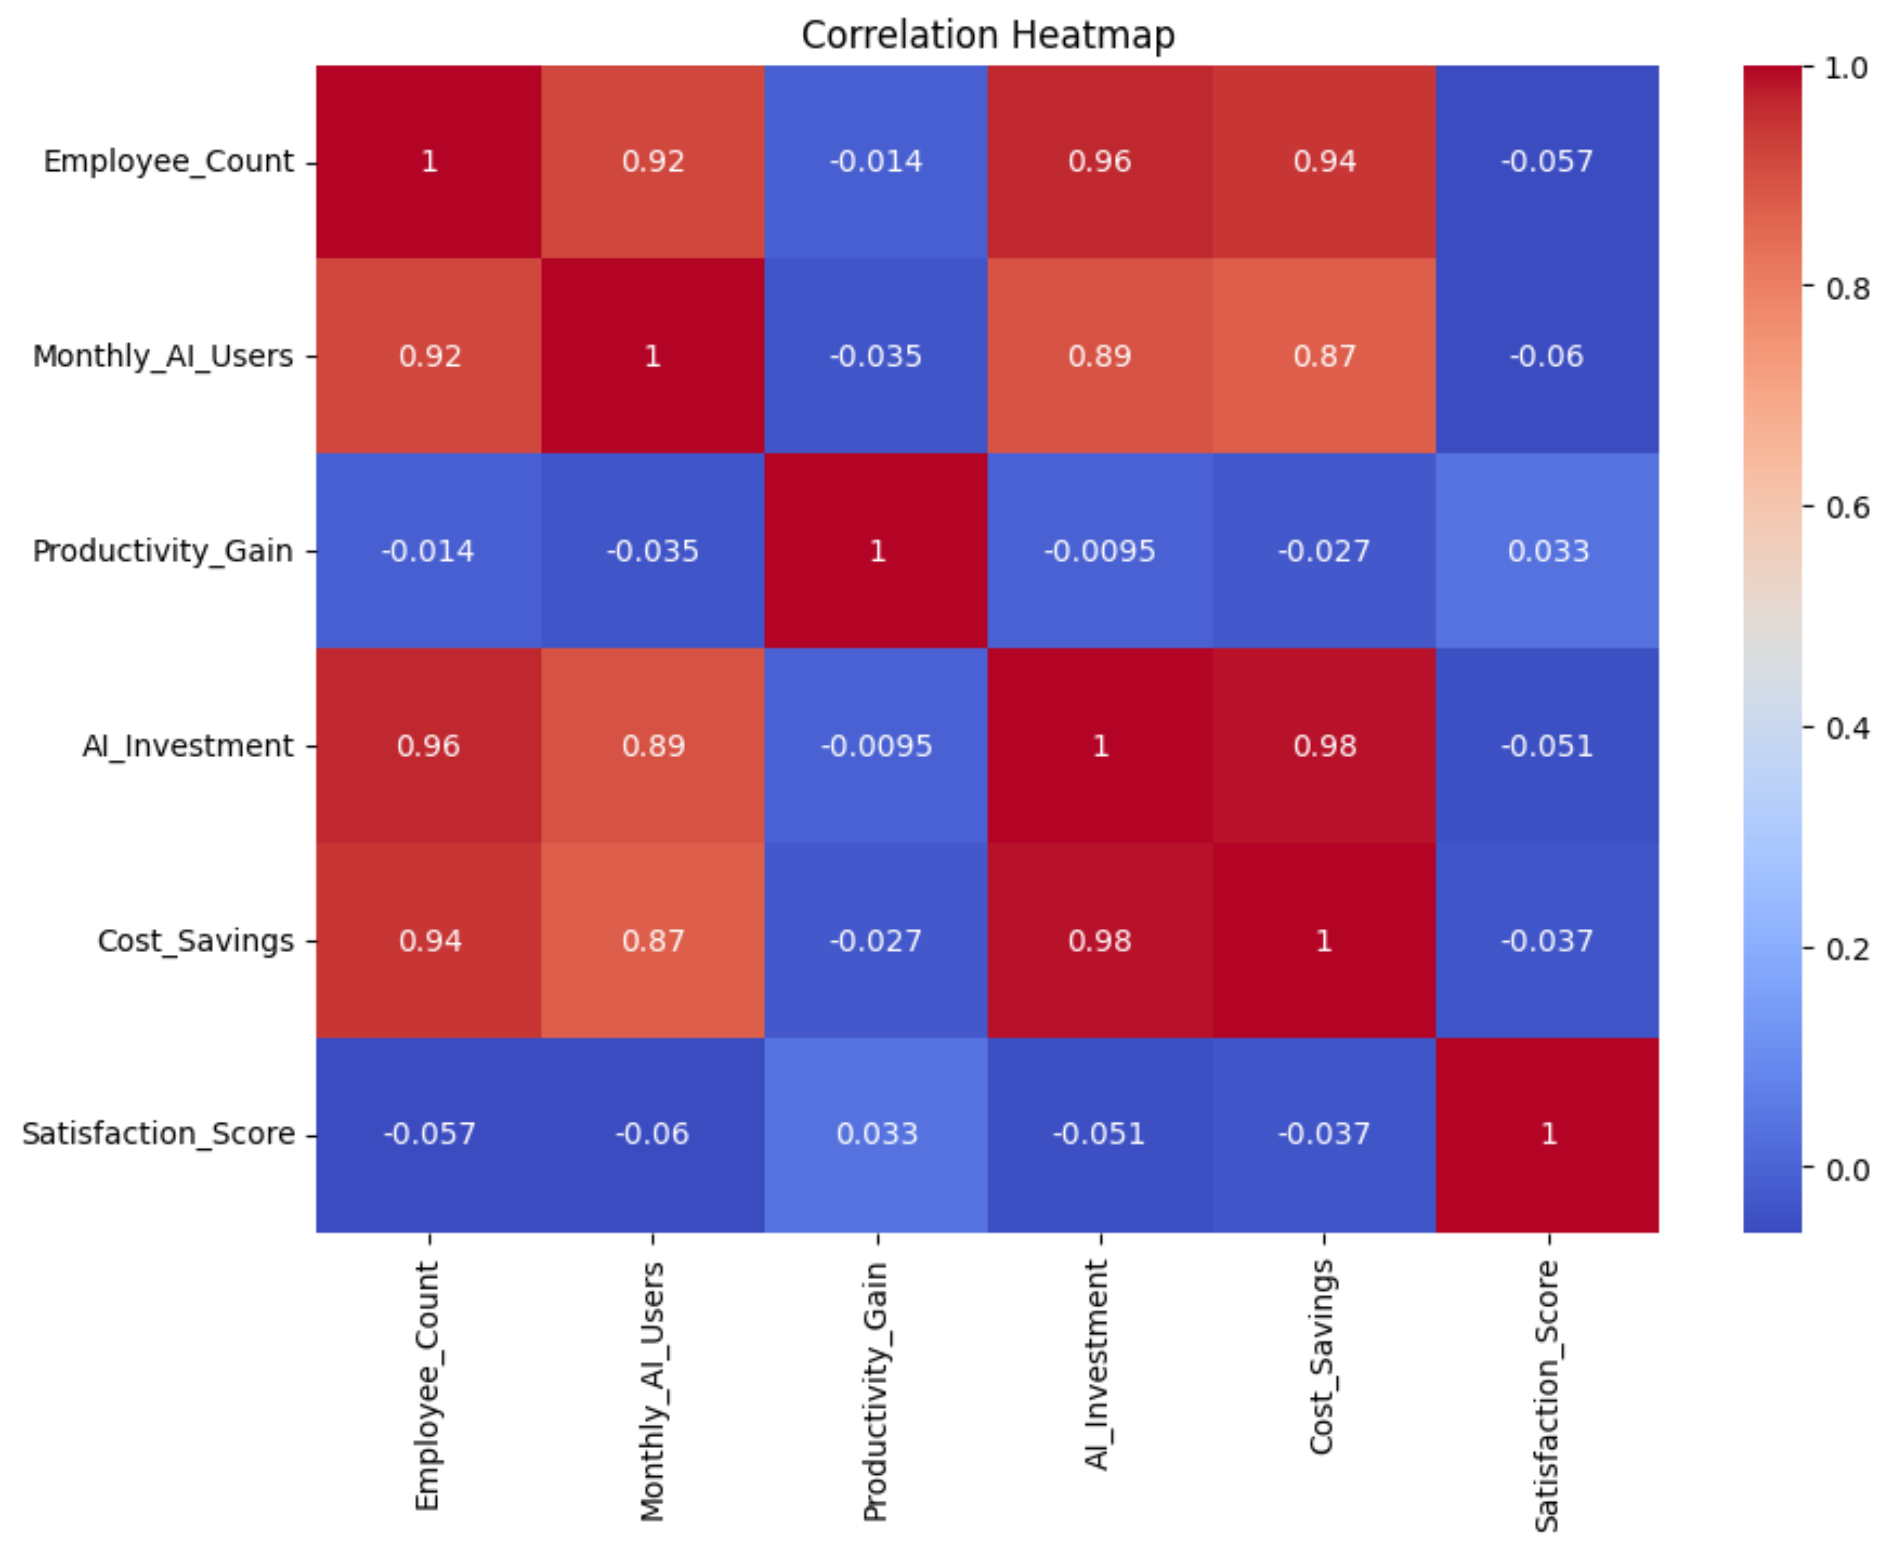 Correlation Heatmap
Employee_Count 1 0.92 -0.014 0.96 0.94 -0.057
Monthly_AI_Users 0.92 1 -0.035 0.89 0.87 -0.06
Productivity_Gain -0.014 -0.035 1 -0.0095 -0.027 0.033
AI_Investment 0.96 0.89 -0.0095 1 0.98 -0.051
Cost_Savings 0.94 0.87 -0.027 0.98 1 -0.037
Satisfaction_Score -0.057 -0.06 0.033 -0.051 -0.037 1
Employee_Count
Monthly_AI_Users
Productivity_Gain
AI_Investment
Cost_Savings
Satisfaction_Score
1.0
0.8
0.6
0.4
0.2
0.0